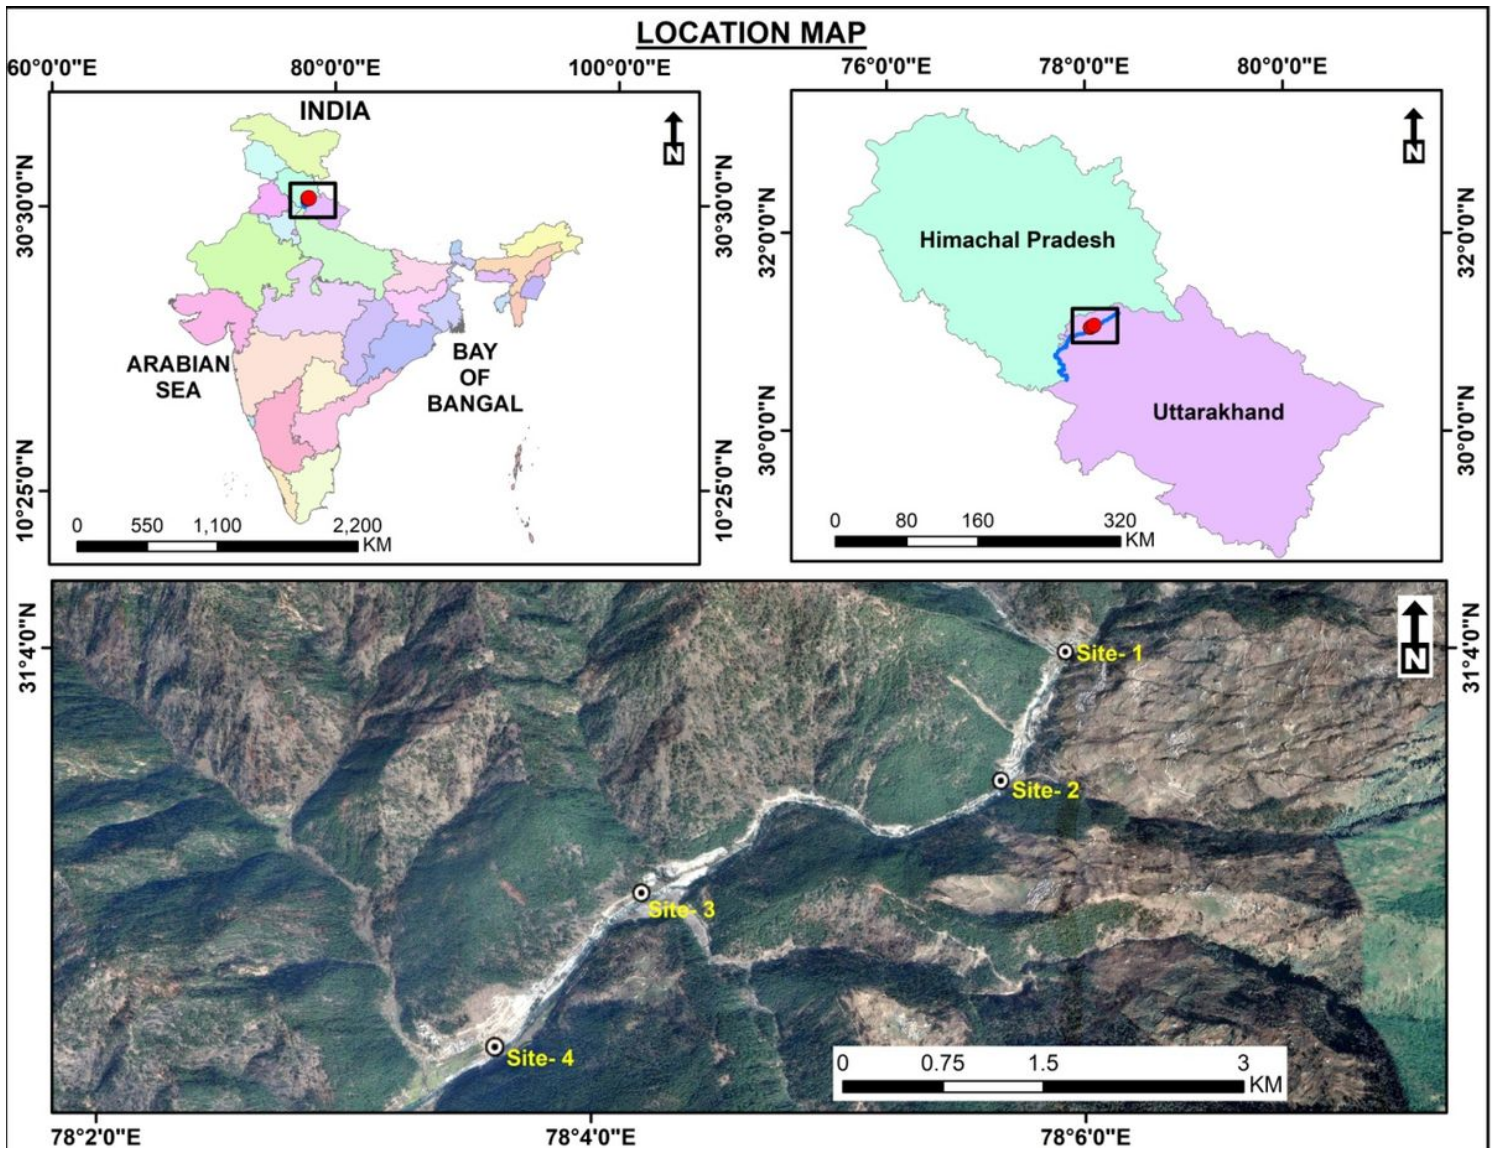 LOCATION MAP
60°0'0"E 80°0'0"E 100°0'0"E
76°0'0"E 78°0'0"E 80°0'0"E
INDIA
N
30°30'0"N
30°30'0"N
ARABIAN
SEA
BAY
OF
BANGAL
10°25'0"N
10°25'0"N
0 550 1,100 2,200
KM
N
32°0'0"N
32°0'0"N
Himachal Pradesh
Uttarakhand
30°0'0"N
30°0'0"N
0 80 160 320
KM
31°4'0"N
31°4'0"N
N
Site- 1
Site- 2
Site- 3
Site- 4
0 0.75 1.5 3
KM
78°2'0"E 78°4'0"E 78°6'0"E